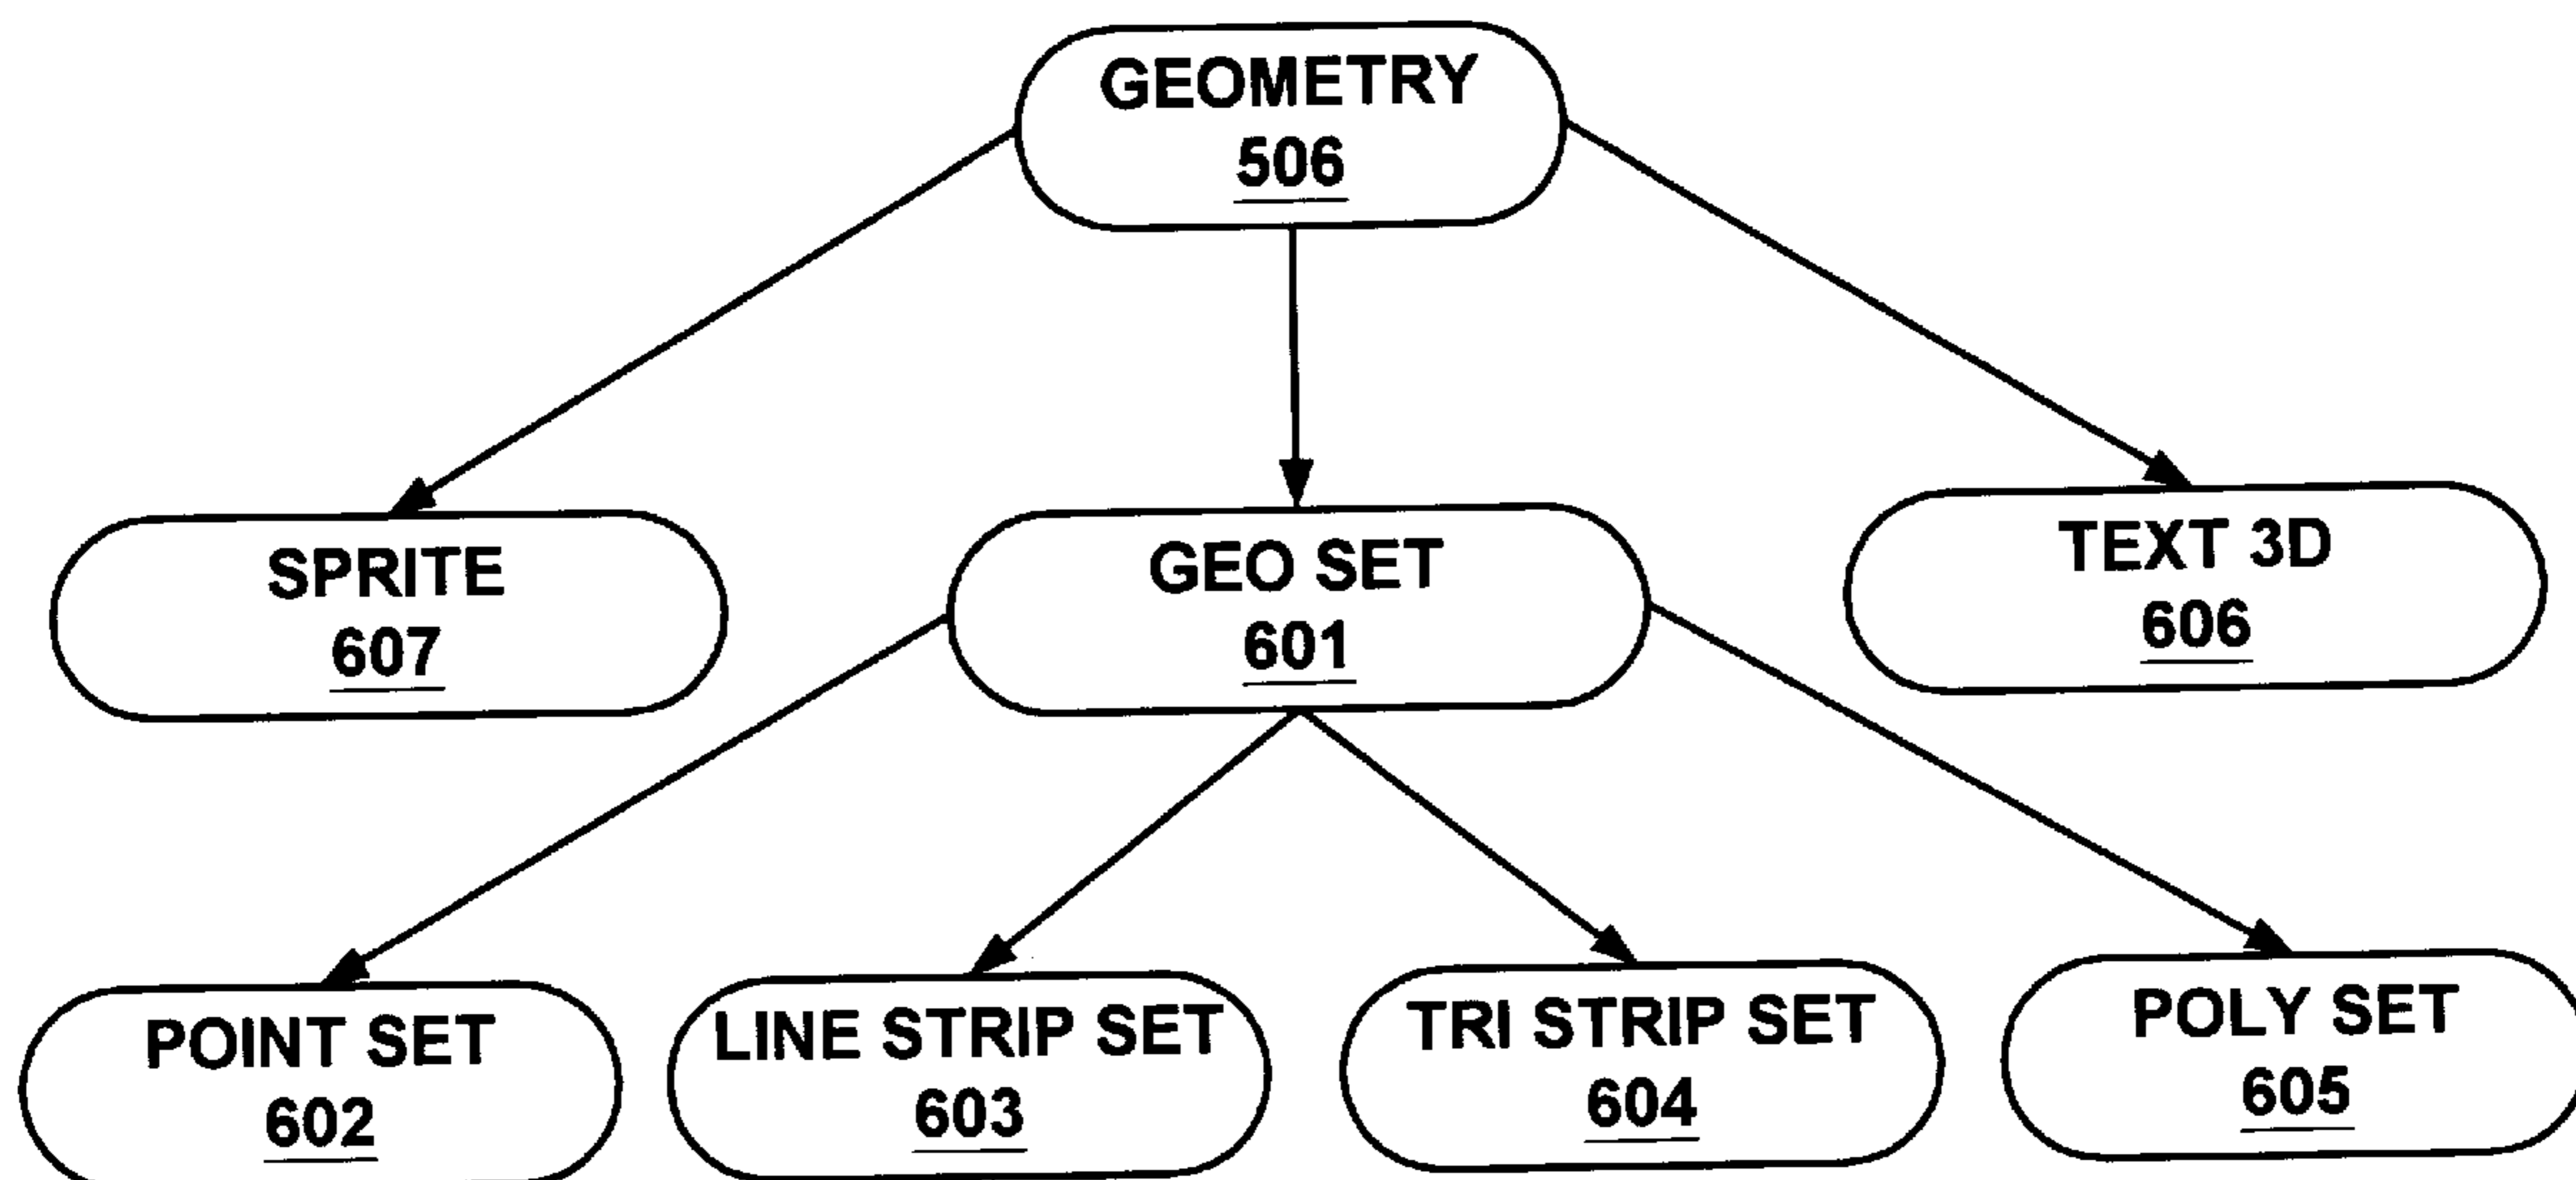 GEOMETRY
506
SPRITE
607
GEO SET
601
TEXT 3D
606
POINT SET
602
LINE STRIP SET
603
TRI STRIP SET
604
POLY SET
605